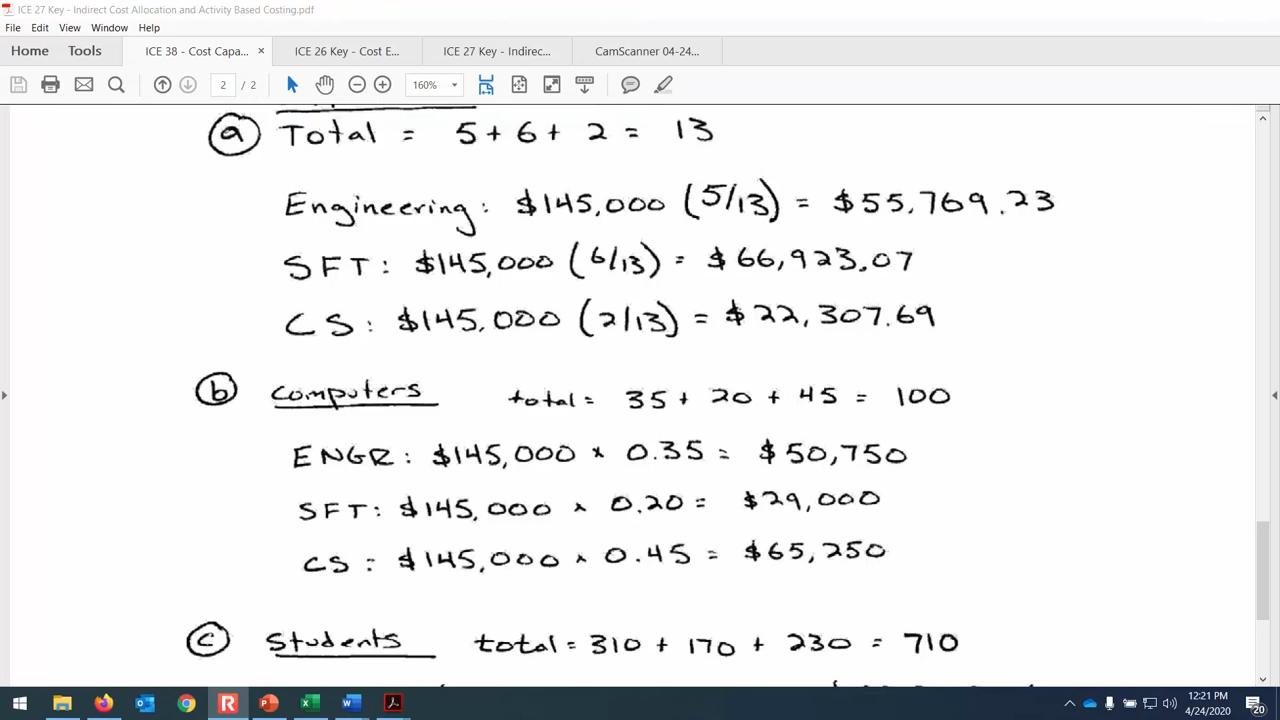 ICE 27 Key - Indirect Cost Allocation and Activity Based Costing.pdf
File Edit View Window Help
Home Tools ICE 38 - Cost Capa... × ICE 26 Key - Cost E... ICE 27 Key - Indirec... CamScanner 04-24...
2 / 2 160%
a Total = 5 + 6 + 2 = 13
Engineering: $145,000 (5/13) = $55,769.23
SFT: $145,000 (6/13) = $66,923.07
CS: $145,000 (2/13) = $22,307.69
b Computers total = 35 + 20 + 45 = 100
ENGR: $145,000 × 0.35 = $50,750
SFT: $145,000 × 0.20 = $29,000
CS: $145,000 × 0.45 = $65,250
c Students total = 310 + 170 + 230 = 710
12:21 PM
4/24/2020
20